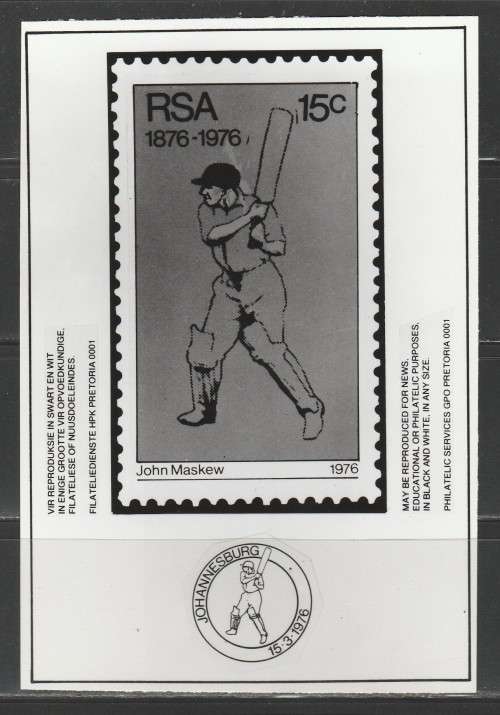 RSA 15c
1876-1976
John Maskew 1976
VIR REPRODUKSIE IN SWART EN WIT
IN ENIGE GROOTTE VIR OPVOEDKUNDIGE,
FILATELIESE OF NUUSDOELEINDES.
FILATELIEDIENSTE HPK PRETORIA 0001
MAY BE REPRODUCED FOR NEWS,
EDUCATIONAL OR PHILATELIC PURPOSES,
IN BLACK AND WHITE, IN ANY SIZE.
PHILATELIC SERVICES GPO PRETORIA 0001
JOHANNESBURG
15·3·1976